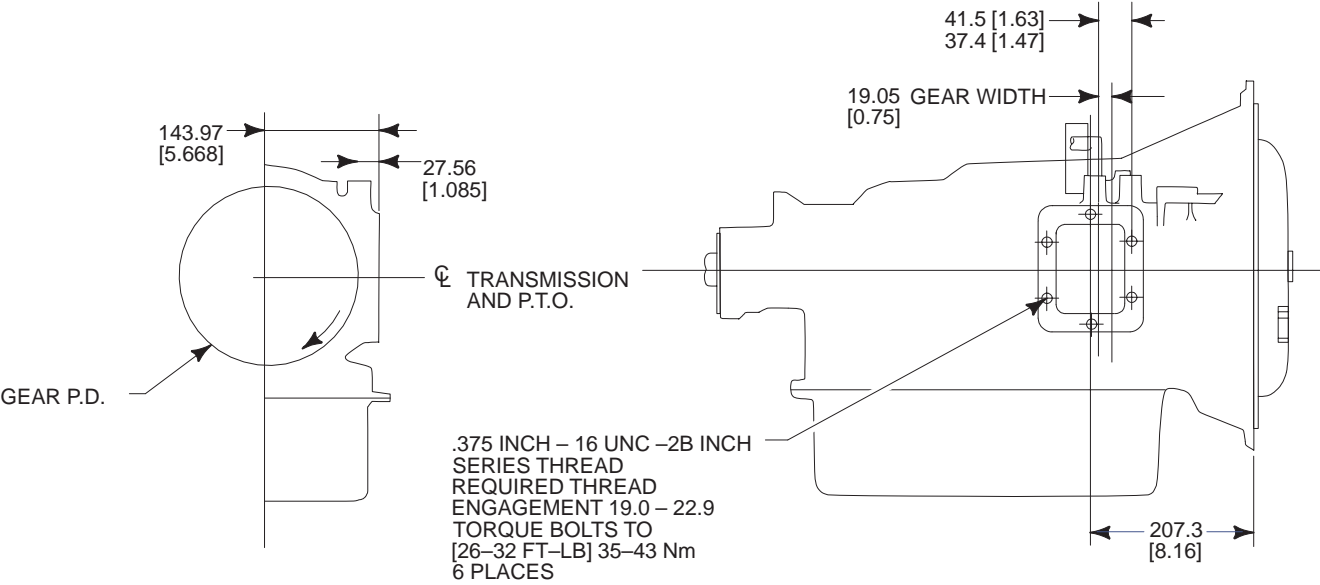 41.5 [1.63]
37.4 [1.47]
19.05 GEAR WIDTH
[0.75]
143.97
[5.668]
27.56
[1.085]
℄ TRANSMISSION
AND P.T.O.
GEAR P.D.
.375 INCH – 16 UNC –2B INCH
SERIES THREAD
REQUIRED THREAD
ENGAGEMENT 19.0 – 22.9
TORQUE BOLTS TO
[26–32 FT–LB] 35–43 Nm
6 PLACES
207.3
[8.16]